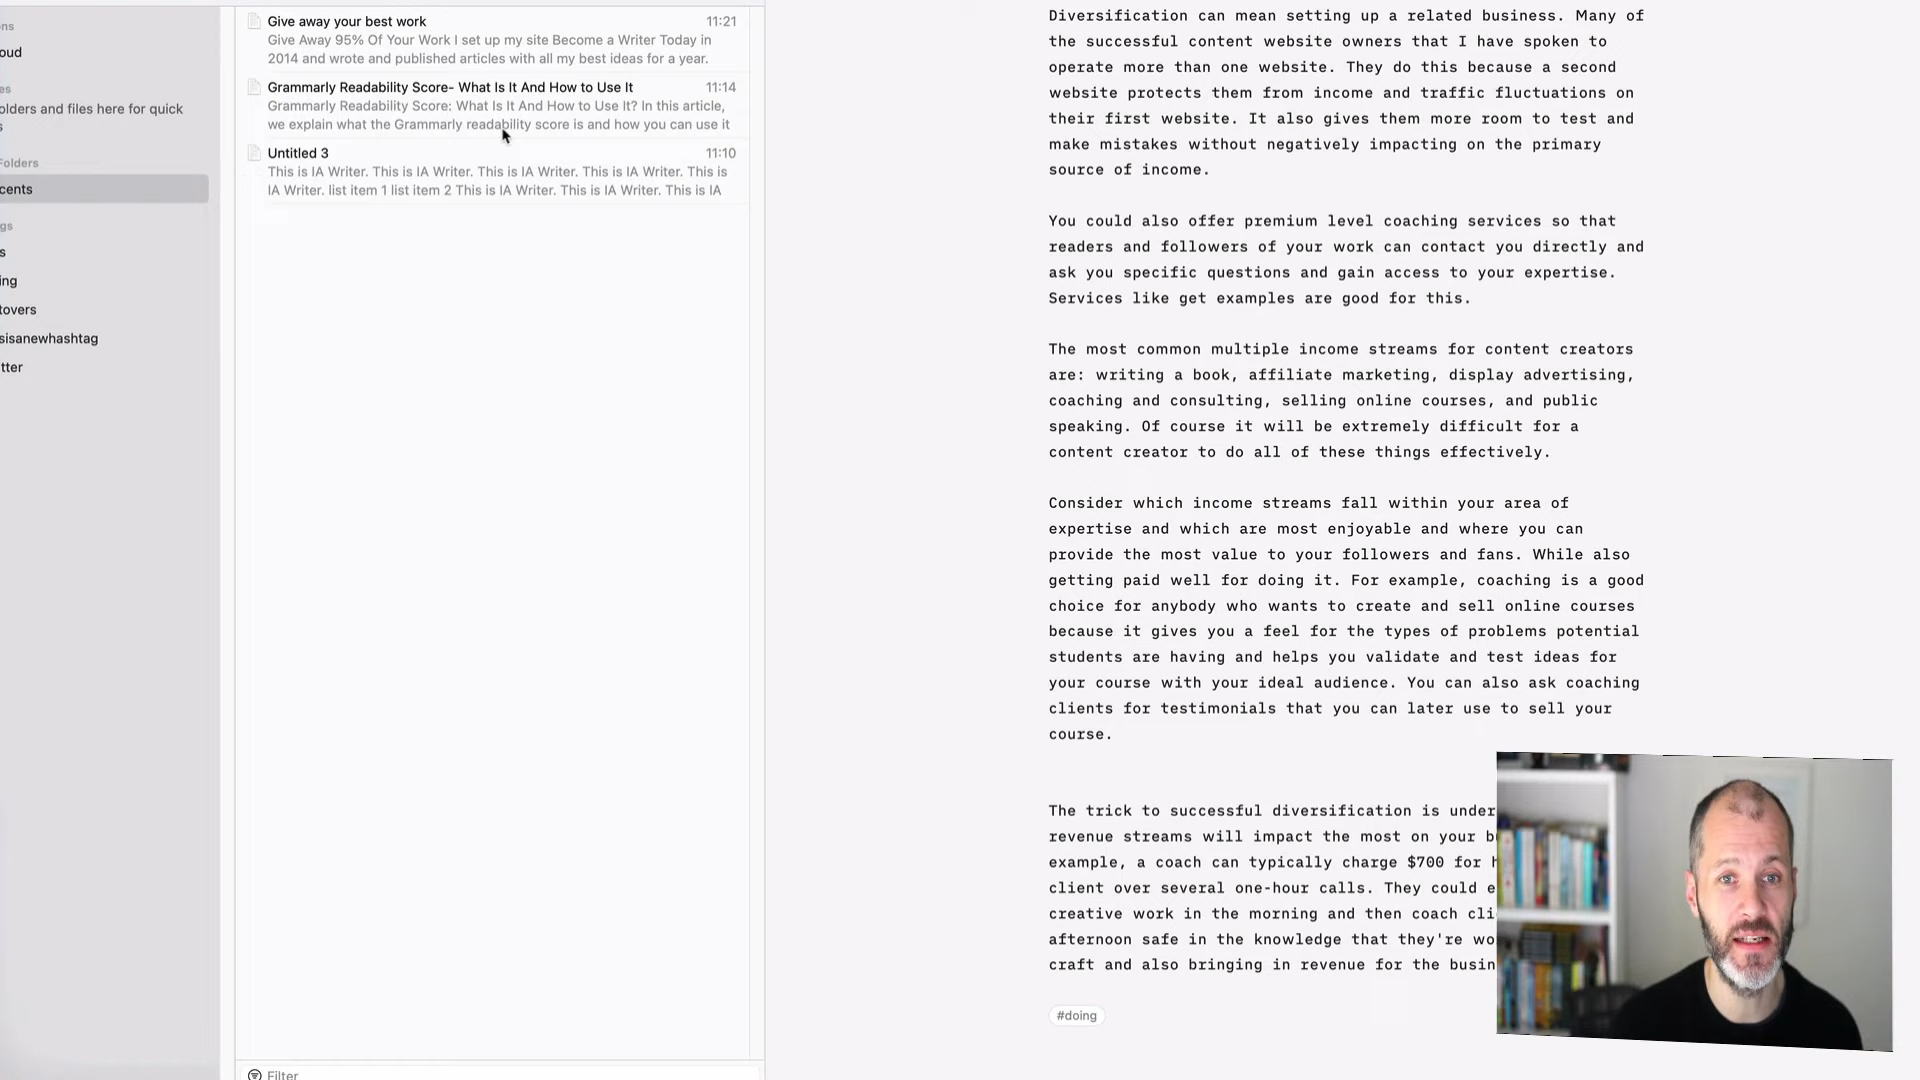 ons
oud
es
olders and files here for quick
s
Folders
cents
gs
s
ing
tovers
sisanewhashtag
tter
Give away your best work 11:21
Give Away 95% Of Your Work I set up my site Become a Writer Today in
2014 and wrote and published articles with all my best ideas for a year.
Grammarly Readability Score- What Is It And How to Use It 11:14
Grammarly Readability Score: What Is It And How to Use It? In this article,
we explain what the Grammarly readability score is and how you can use it
Untitled 3 11:10
This is IA Writer. This is IA Writer. This is IA Writer. This is IA Writer. This is
IA Writer. list item 1 list item 2 This is IA Writer. This is IA Writer. This is IA
Filter
Diversification can mean setting up a related business. Many of
the successful content website owners that I have spoken to
operate more than one website. They do this because a second
website protects them from income and traffic fluctuations on
their first website. It also gives them more room to test and
make mistakes without negatively impacting on the primary
source of income.
You could also offer premium level coaching services so that
readers and followers of your work can contact you directly and
ask you specific questions and gain access to your expertise.
Services like get examples are good for this.
The most common multiple income streams for content creators
are: writing a book, affiliate marketing, display advertising,
coaching and consulting, selling online courses, and public
speaking. Of course it will be extremely difficult for a
content creator to do all of these things effectively.
Consider which income streams fall within your area of
expertise and which are most enjoyable and where you can
provide the most value to your followers and fans. While also
getting paid well for doing it. For example, coaching is a good
choice for anybody who wants to create and sell online courses
because it gives you a feel for the types of problems potential
students are having and helps you validate and test ideas for
your course with your ideal audience. You can also ask coaching
clients for testimonials that you can later use to sell your
course.
The trick to successful diversification is under
revenue streams will impact the most on your b
example, a coach can typically charge $700 for h
client over several one-hour calls. They could e
creative work in the morning and then coach cli
afternoon safe in the knowledge that they're wo
craft and also bringing in revenue for the busin
#doing